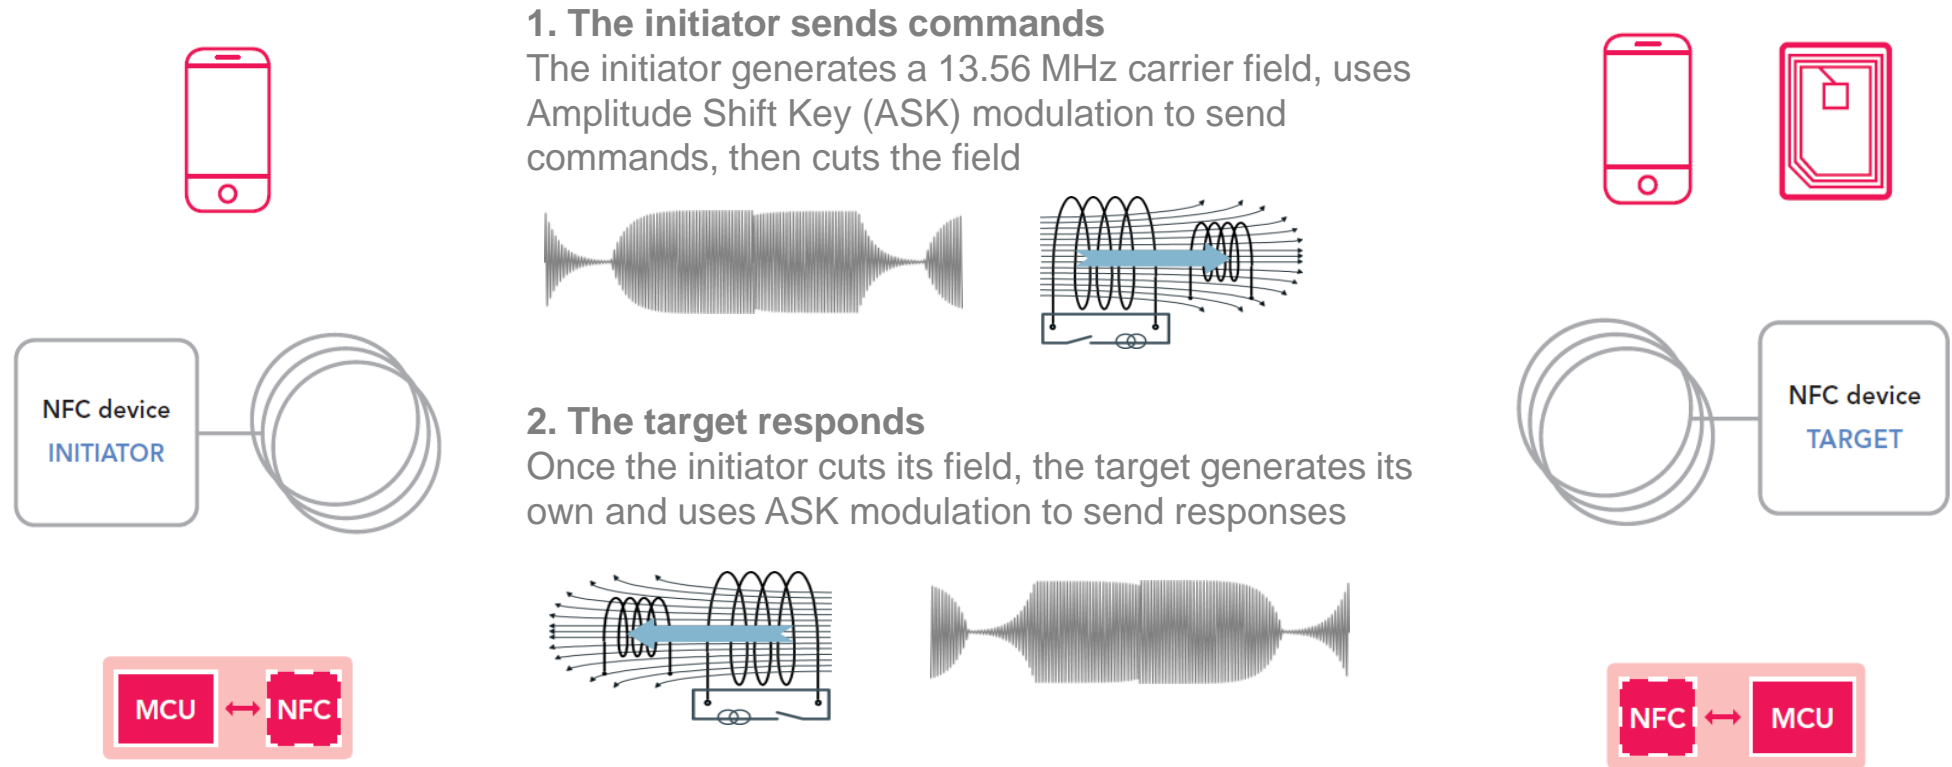 1. The initiator sends commands
The initiator generates a 13.56 MHz carrier field, uses
Amplitude Shift Key (ASK) modulation to send
commands, then cuts the field
NFC device
INITIATOR
NFC device
TARGET
2. The target responds
Once the initiator cuts its field, the target generates its
own and uses ASK modulation to send responses
MCU
NFC
NFC
MCU